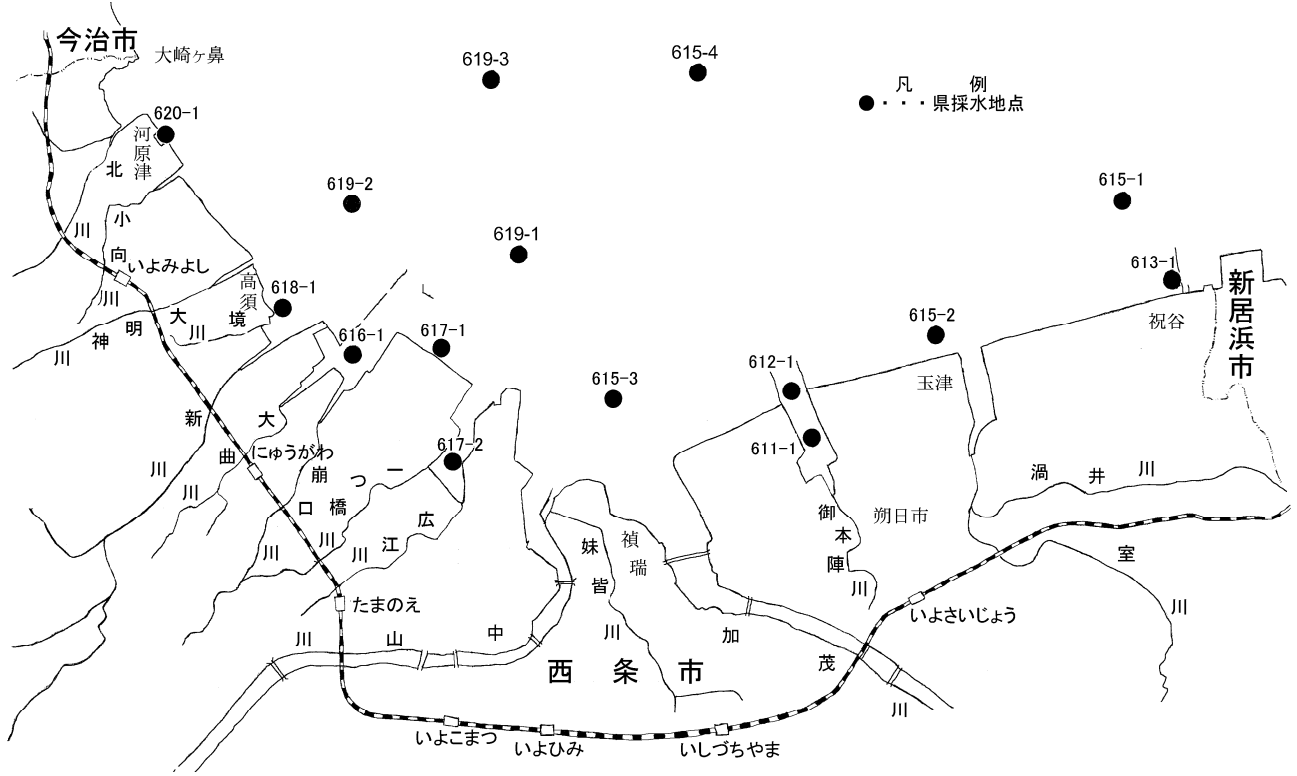 今治市
大崎ヶ鼻
619-3
615-4
凡 例
●・・・県採水地点
620-1
河原津
北川
619-2
615-1
小向川
619-1
いよみよし
613-1
新居浜市
高須
618-1
大明神川
境川
616-1
617-1
615-2
祝谷
612-1
玉津
615-3
新川
大曲川
にゅうがわ
617-2
611-1
崩口川
一つ橋川
広江川
渦井川
御本陣川
朔日市
禎瑞
妹皆川
室川
たまのえ
いよさいじょう
中山川
加茂川
西条市
いよこまつ
いよひみ
いしづちやま